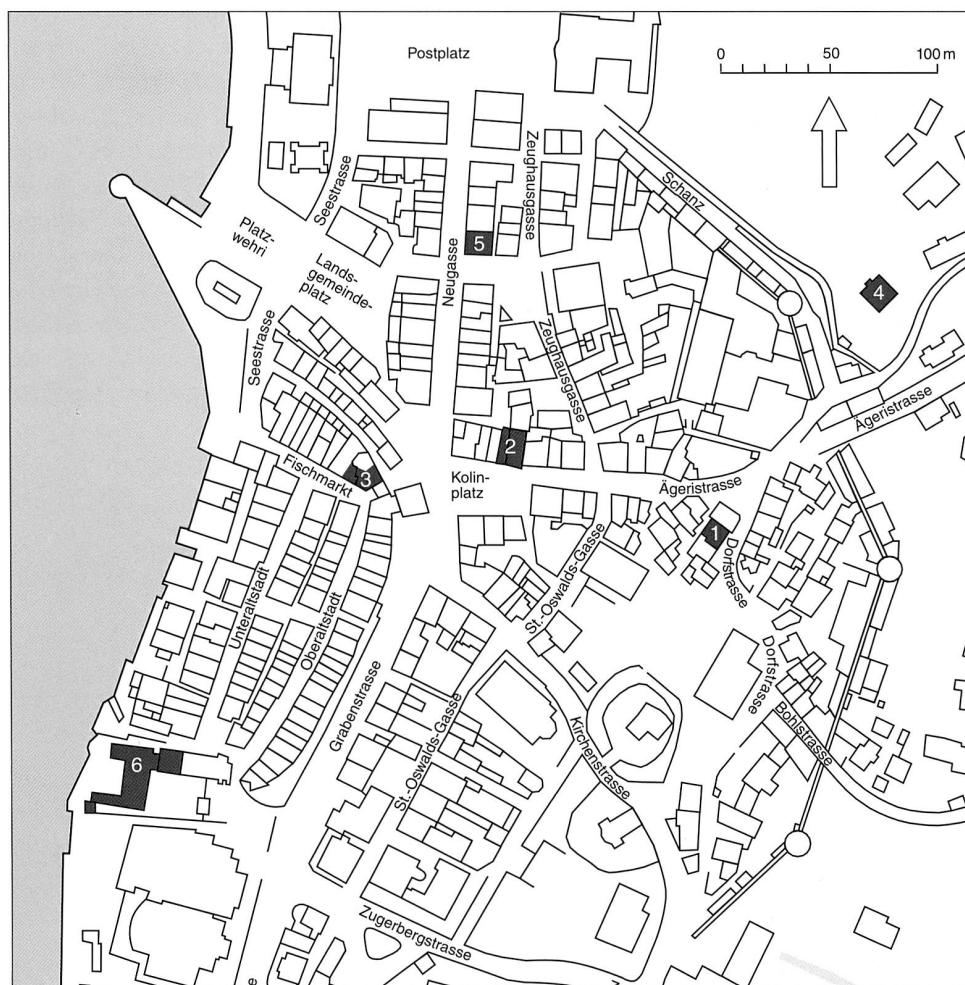 Postplatz
0 50 100 m
Zeughausgasse
Schanz
Seestrasse
Platz-
wehri
Lands-
gemeinde-
platz
Neugasse
5
4
Seestrasse
Zeughausgasse
Ägeristrasse
2
Fischmarkt
3
Kolin-
platz
Ägeristrasse
1
Dorfstrasse
St.-Oswalds-Gasse
Unteraltstadt
Oberaltstadt
Dorfstrasse
Grabenstrasse
St.-Oswalds-Gasse
Kirchenstrasse
Bohlstrasse
6
Zugerbergstrasse